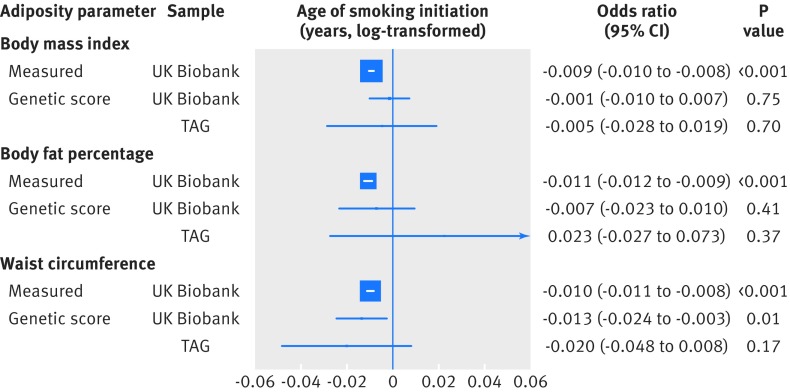 Adiposity parameter Sample Age of smoking initiation Odds ratio P
(years, log-transformed) (95% CI) value
Body mass index
Measured UK Biobank -0.009 (-0.010 to -0.008) <0.001
Genetic score UK Biobank -0.001 (-0.010 to 0.007) 0.75
TAG -0.005 (-0.028 to 0.019) 0.70
Body fat percentage
Measured UK Biobank -0.011 (-0.012 to -0.009) <0.001
Genetic score UK Biobank -0.007 (-0.023 to 0.010) 0.41
TAG 0.023 (-0.027 to 0.073) 0.37
Waist circumference
Measured UK Biobank -0.010 (-0.011 to -0.008) <0.001
Genetic score UK Biobank -0.013 (-0.024 to -0.003) 0.01
TAG -0.020 (-0.048 to 0.008) 0.17
-0.06 -0.04 -0.02 0 0.02 0.04 0.06